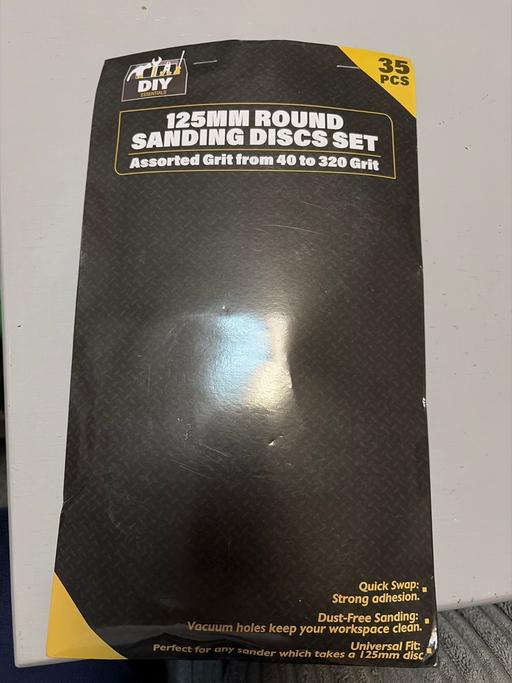 DIY
ESSENTIALS
35
PCS
125MM ROUND
SANDING DISCS SET
Assorted Grit from 40 to 320 Grit
Quick Swap:
Strong adhesion.
Dust-Free Sanding:
Vacuum holes keep your workspace clean.
Universal Fit:
Perfect for any sander which takes a 125mm disc